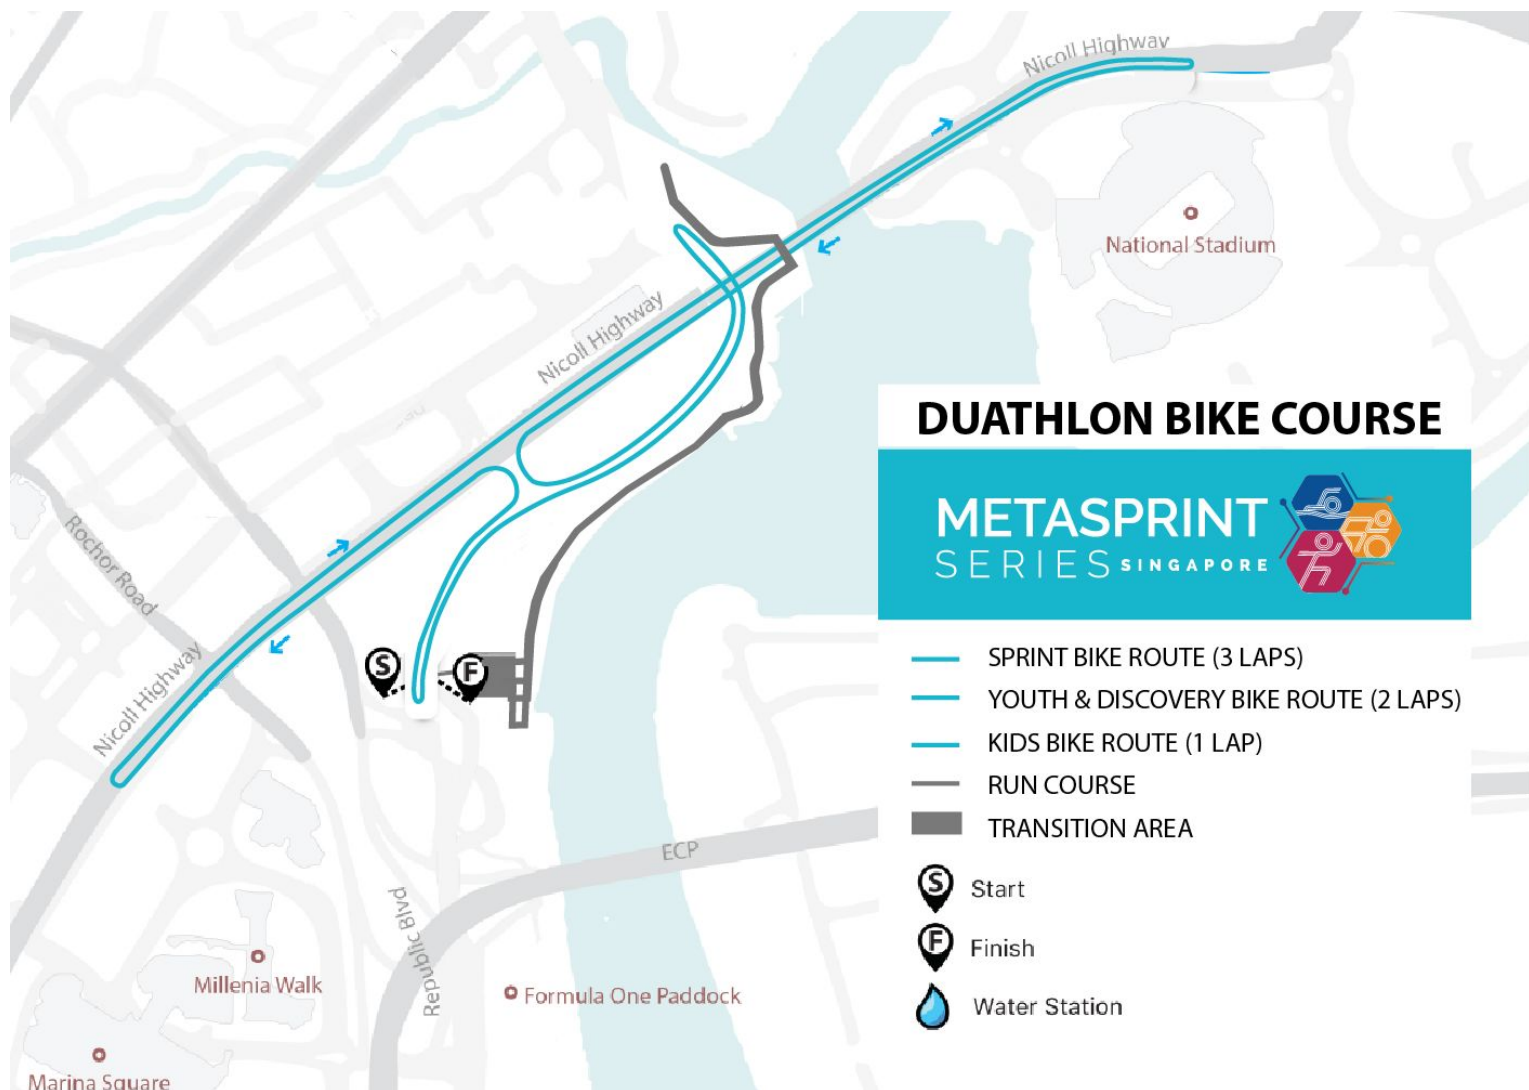 Nicoll Highway
National Stadium
Nicoll Highway
DUATHLON BIKE COURSE
METASPRINT
SERIES SINGAPORE
Rochor Road
Nicoll Highway
S
F
SPRINT BIKE ROUTE (3 LAPS)
YOUTH & DISCOVERY BIKE ROUTE (2 LAPS)
KIDS BIKE ROUTE (1 LAP)
RUN COURSE
TRANSITION AREA
ECP
S Start
F Finish
Water Station
Republic Blvd
Millenia Walk
Formula One Paddock
Marina Square